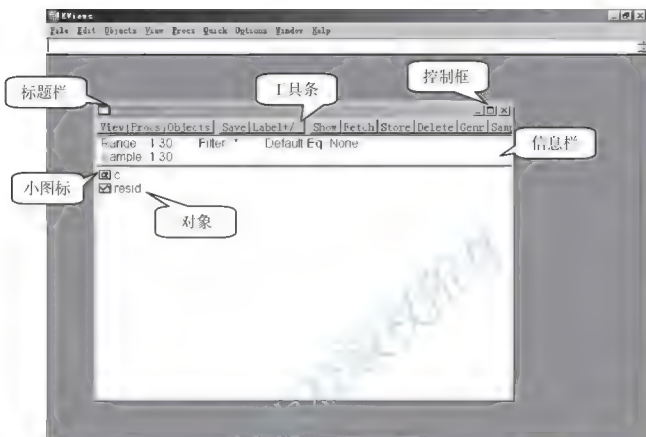 EViews
File Edit Objects View Procs Quick Options Window Help
标题栏
工具条
控制框
View Procs Objects Save Label+/- Show Fetch Store Delete Genr Sam
Range 1 30 Filter * Default Eq None
Sample 1 30
信息栏
小图标
c
resid
对象